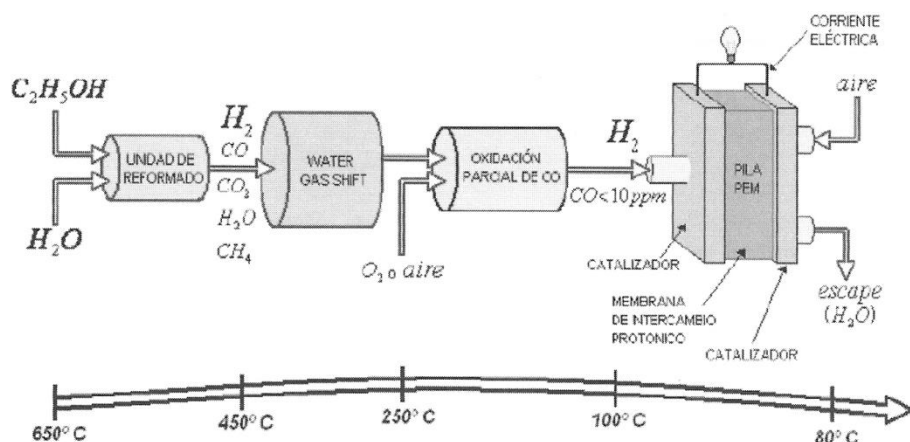 C₂H₅OH
H₂O
UNIDAD DE
REFORMADO
H₂
CO
CO₂
H₂O
CH₄
WATER
GAS SHIFT
O₂ o aire
OXIDACIÓN
PARCIAL DE CO
H₂
CO<10 ppm
CORRIENTE
ELÉCTRICA
aire
PILA
PEM
escape
(H₂O)
CATALIZADOR
MEMBRANA
DE INTERCAMBIO
PROTONICO
CATALIZADOR
650° C
450° C
250° C
100° C
80° C